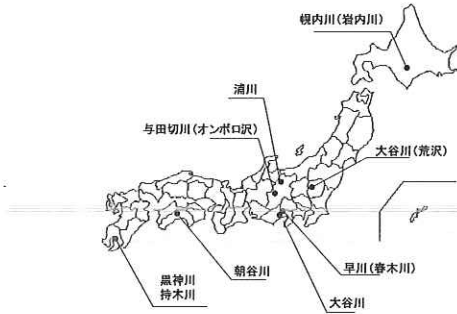 幌内川(岩内川)
浦川
与田切川(オンボロ沢)
大谷川(荒沢)
朝谷川
早川(春木川)
黒神川
持木川
大谷川